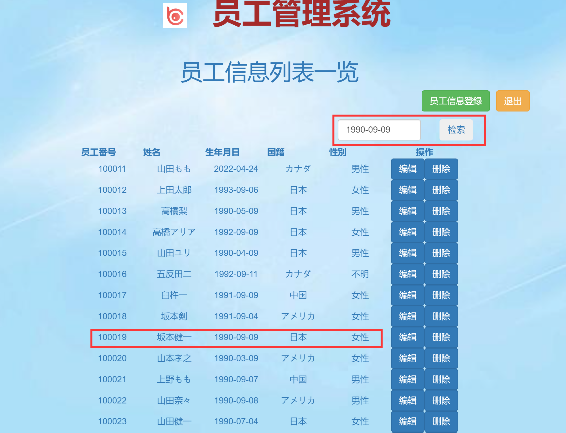 员工管理系统
员工信息列表一览
员工信息登録 退出
1990-09-09 检索
员工番号 姓名 生年月日 国籍 性别 操作
100011 山田もも 2022-04-24 カナダ 男性 编辑 删除
100012 上田太郎 1993-09-06 日本 女性 编辑 删除
100013 高橋梨 1990-05-09 日本 男性 编辑 删除
100014 高橋アリア 1992-09-09 日本 女性 编辑 删除
100015 山田ユリ 1990-04-09 日本 男性 编辑 删除
100016 五反田二 1992-09-11 カナダ 不明 编辑 删除
100017 臼杵一 1991-09-09 中国 女性 编辑 删除
100018 坂本剣 1991-09-04 アメリカ 女性 编辑 删除
100019 坂本健一 1990-09-09 日本 女性 编辑 删除
100020 山本孝之 1990-03-09 アメリカ 女性 编辑 删除
100021 上野もも 1990-09-07 中国 男性 编辑 删除
100022 山田奈々 1990-09-08 アメリカ 男性 编辑 删除
100023 山田健一 1990-07-04 日本 女性 编辑 删除